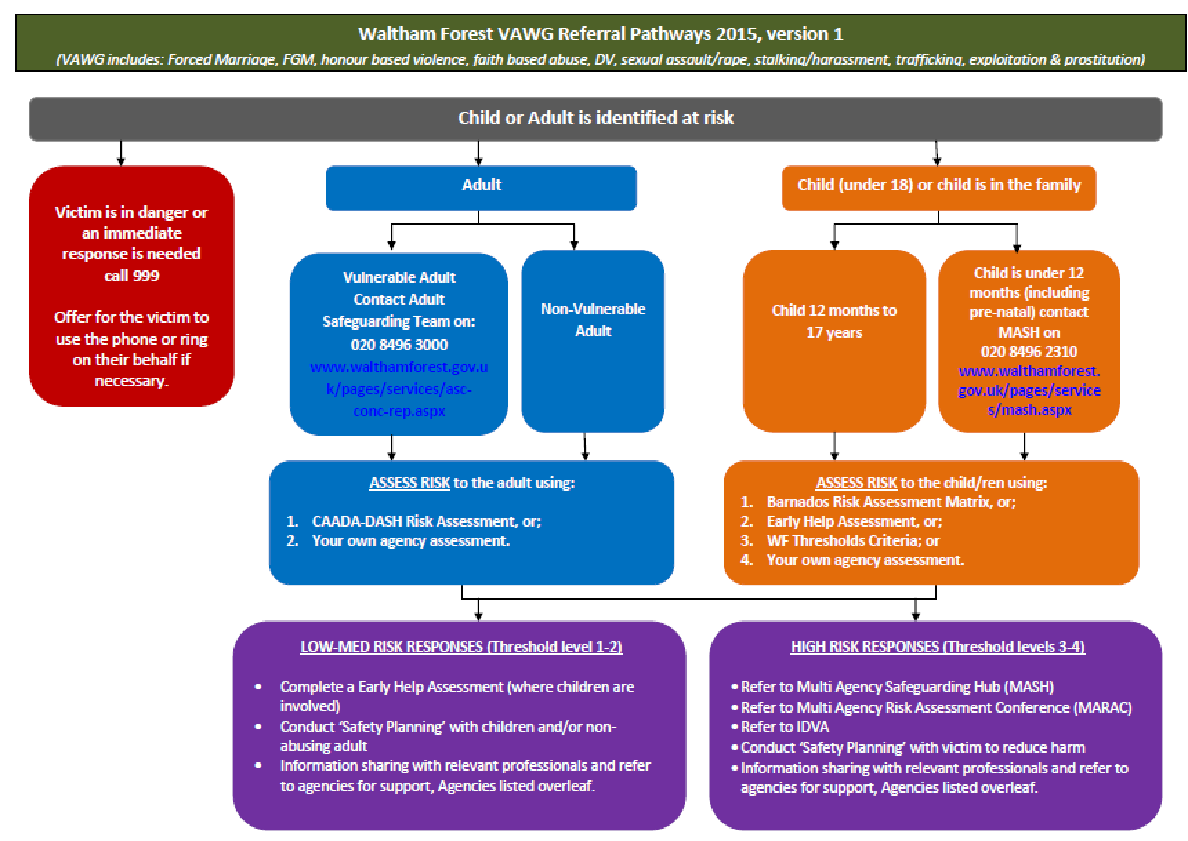 Waltham Forest VAWG Referral Pathways 2015, version 1
(VAWG includes: Forced Marriage, FGM, honour based violence, faith based abuse, DV, sexual assault/rape, stalking/harassment, trafficking, exploitation & prostitution)
Child or Adult is identified at risk
Victim is in danger or
an immediate
response is needed
call 999
Offer for the victim to
use the phone or ring
on their behalf if
necessary.
Adult
Vulnerable Adult
Contact Adult
Safeguarding Team on:
020 8496 3000
www.walthamforest.gov.u
k/pages/services/asc-
conc-rep.aspx
Non-Vulnerable
Adult
Child (under 18) or child is in the family
Child 12 months to
17 years
Child is under 12
months (including
pre-natal) contact
MASH on
020 8496 2310
www.walthamforest.
gov.uk/pages/service
s/mash.aspx
ASSESS RISK to the adult using:
1. CAADA-DASH Risk Assessment, or;
2. Your own agency assessment.
ASSESS RISK to the child/ren using:
1. Barnados Risk Assessment Matrix, or;
2. Early Help Assessment, or;
3. WF Thresholds Criteria; or
4. Your own agency assessment.
LOW-MED RISK RESPONSES (Threshold level 1-2)
• Complete a Early Help Assessment (where children are
involved)
• Conduct ‘Safety Planning’ with children and/or non-
abusing adult
• Information sharing with relevant professionals and refer
to agencies for support, Agencies listed overleaf.
HIGH RISK RESPONSES (Threshold levels 3-4)
• Refer to Multi Agency Safeguarding Hub (MASH)
• Refer to Multi Agency Risk Assessment Conference (MARAC)
• Refer to IDVA
• Conduct ‘Safety Planning’ with victim to reduce harm
• Information sharing with relevant professionals and refer to
agencies for support, Agencies listed overleaf.